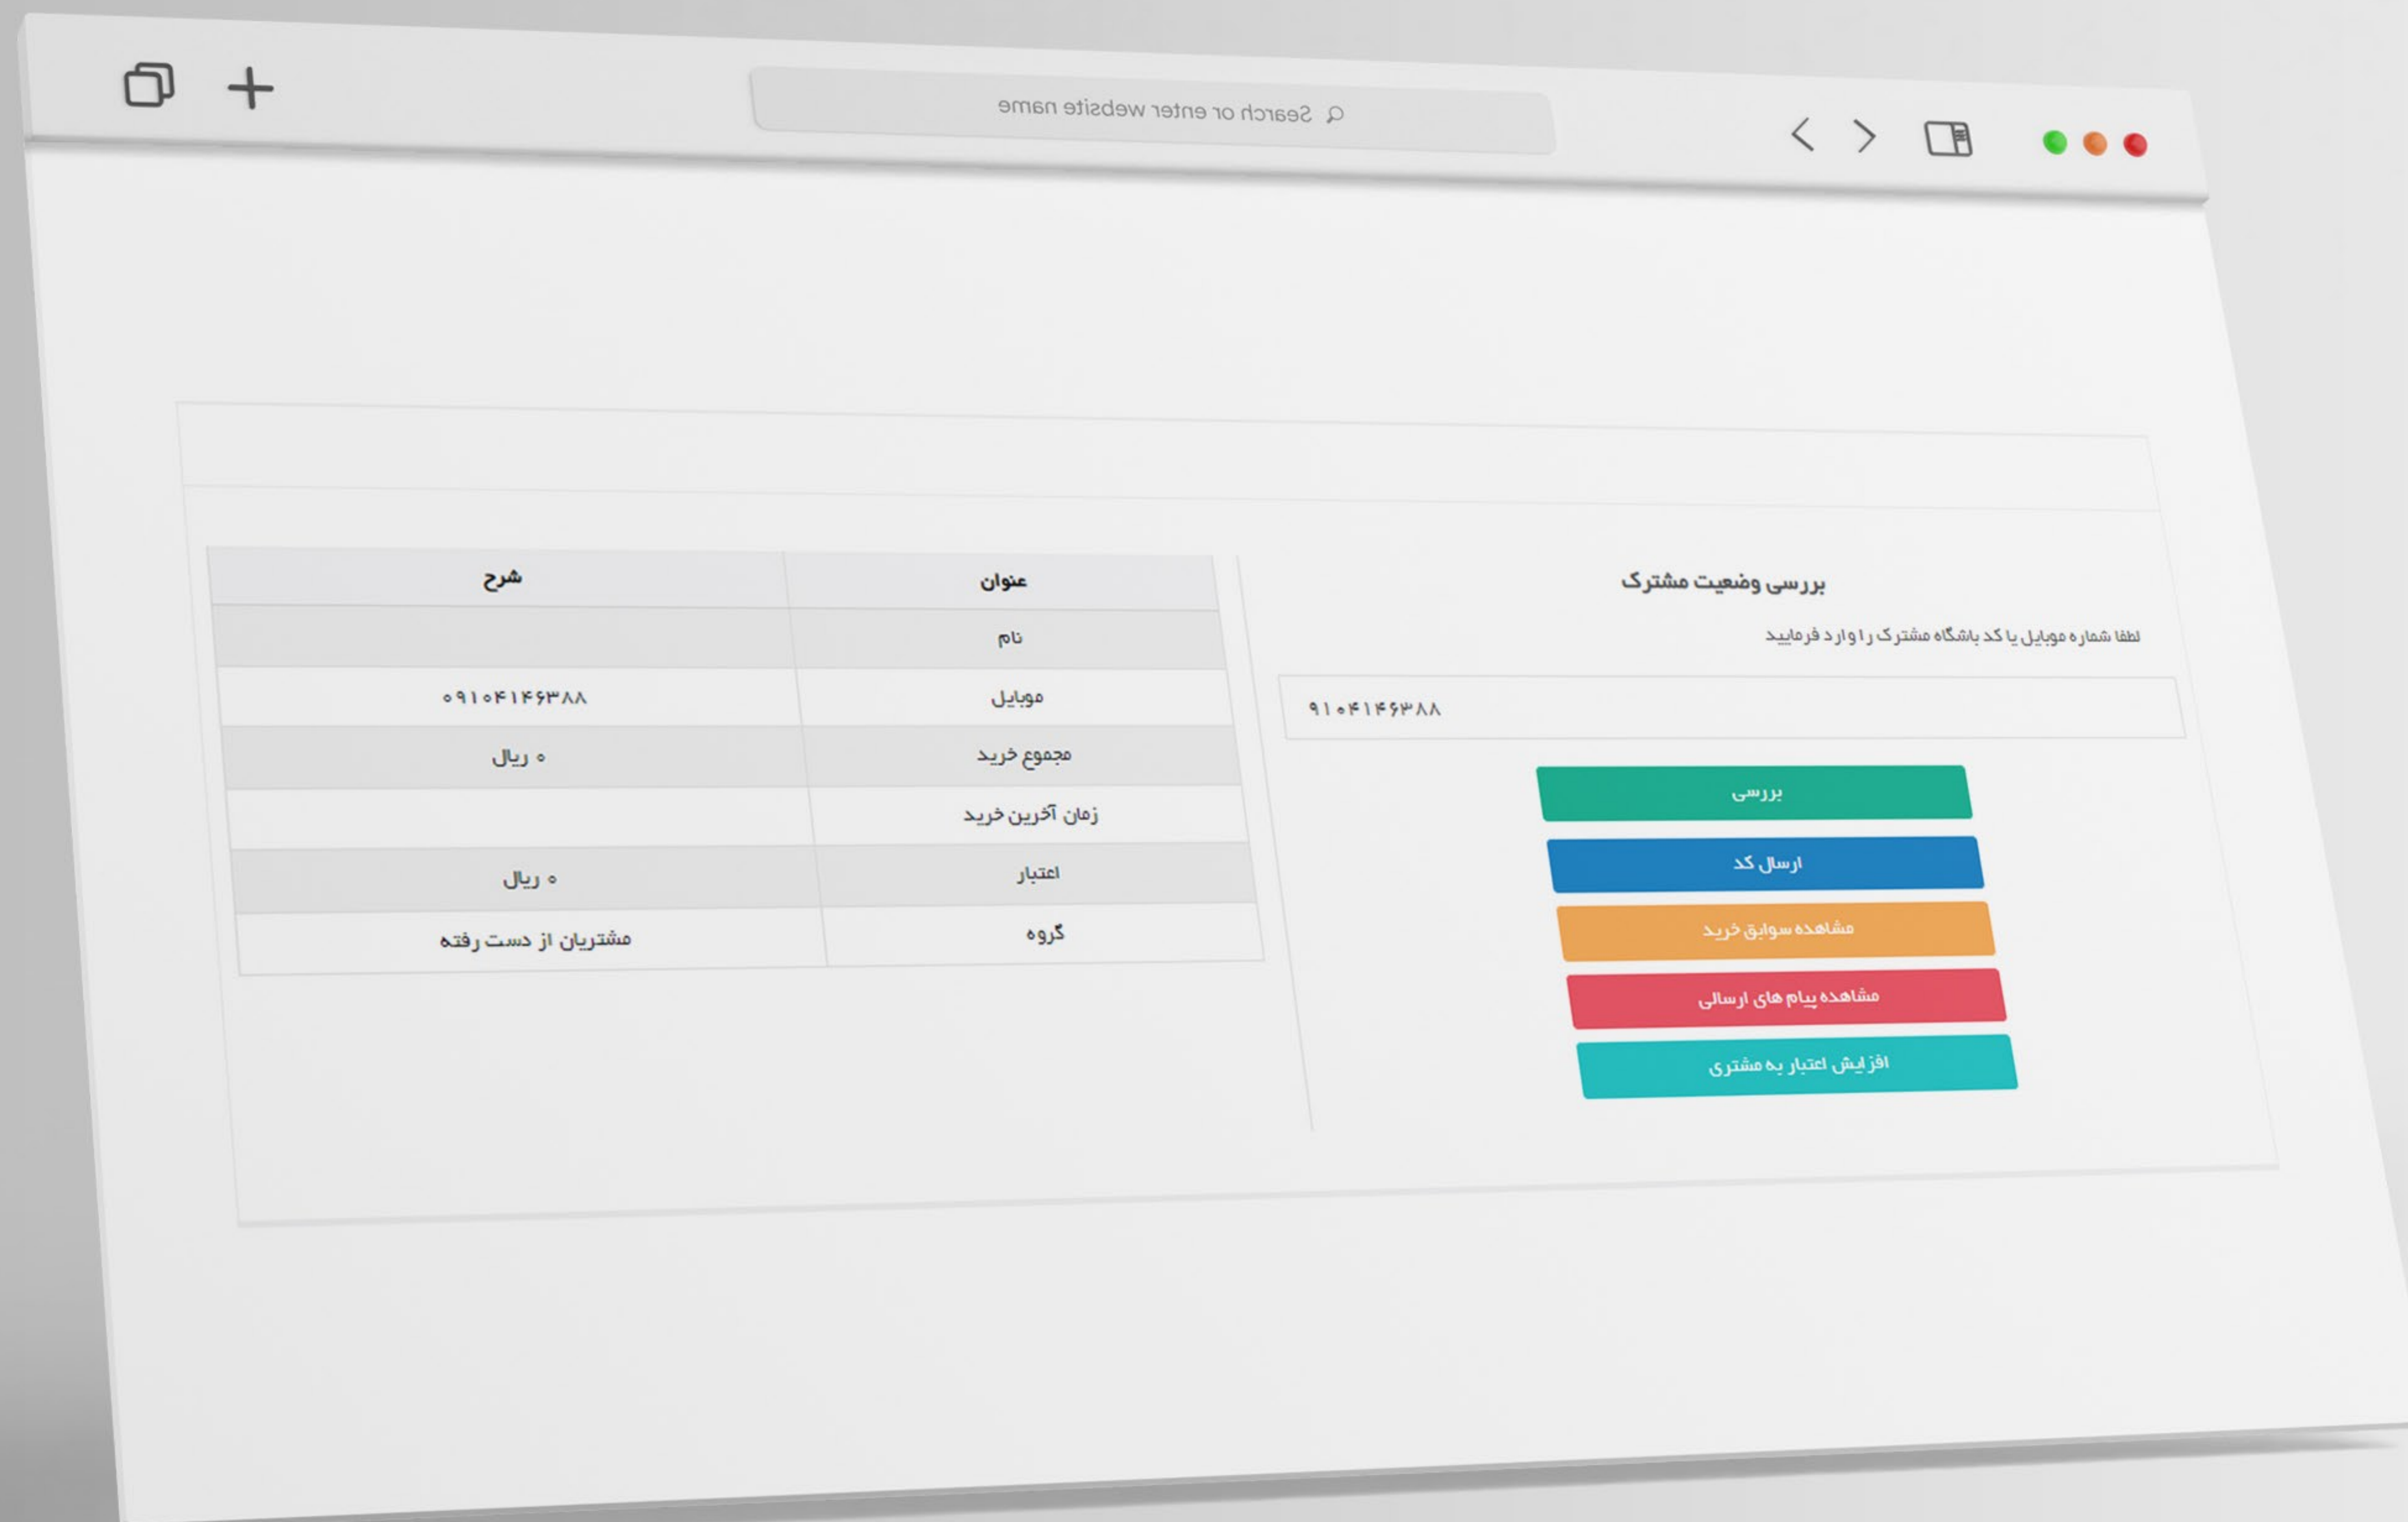 Search or enter website name
بررسی وضعیت مشترک
لطفا شماره موبایل یا کد باشگاه مشترک را وارد فرمایید
۹۱۰۴۱۴۶۳۸۸
بررسی
ارسال کد
مشاهده سوابق خرید
مشاهده پیام های ارسالی
افزایش اعتبار به مشتری
عنوان شرح
نام
موبایل ۰۹۱۰۴۱۴۶۳۸۸
مجموع خرید ۰ ریال
زمان آخرین خرید
اعتبار ۰ ریال
گروه مشتریان از دست رفته